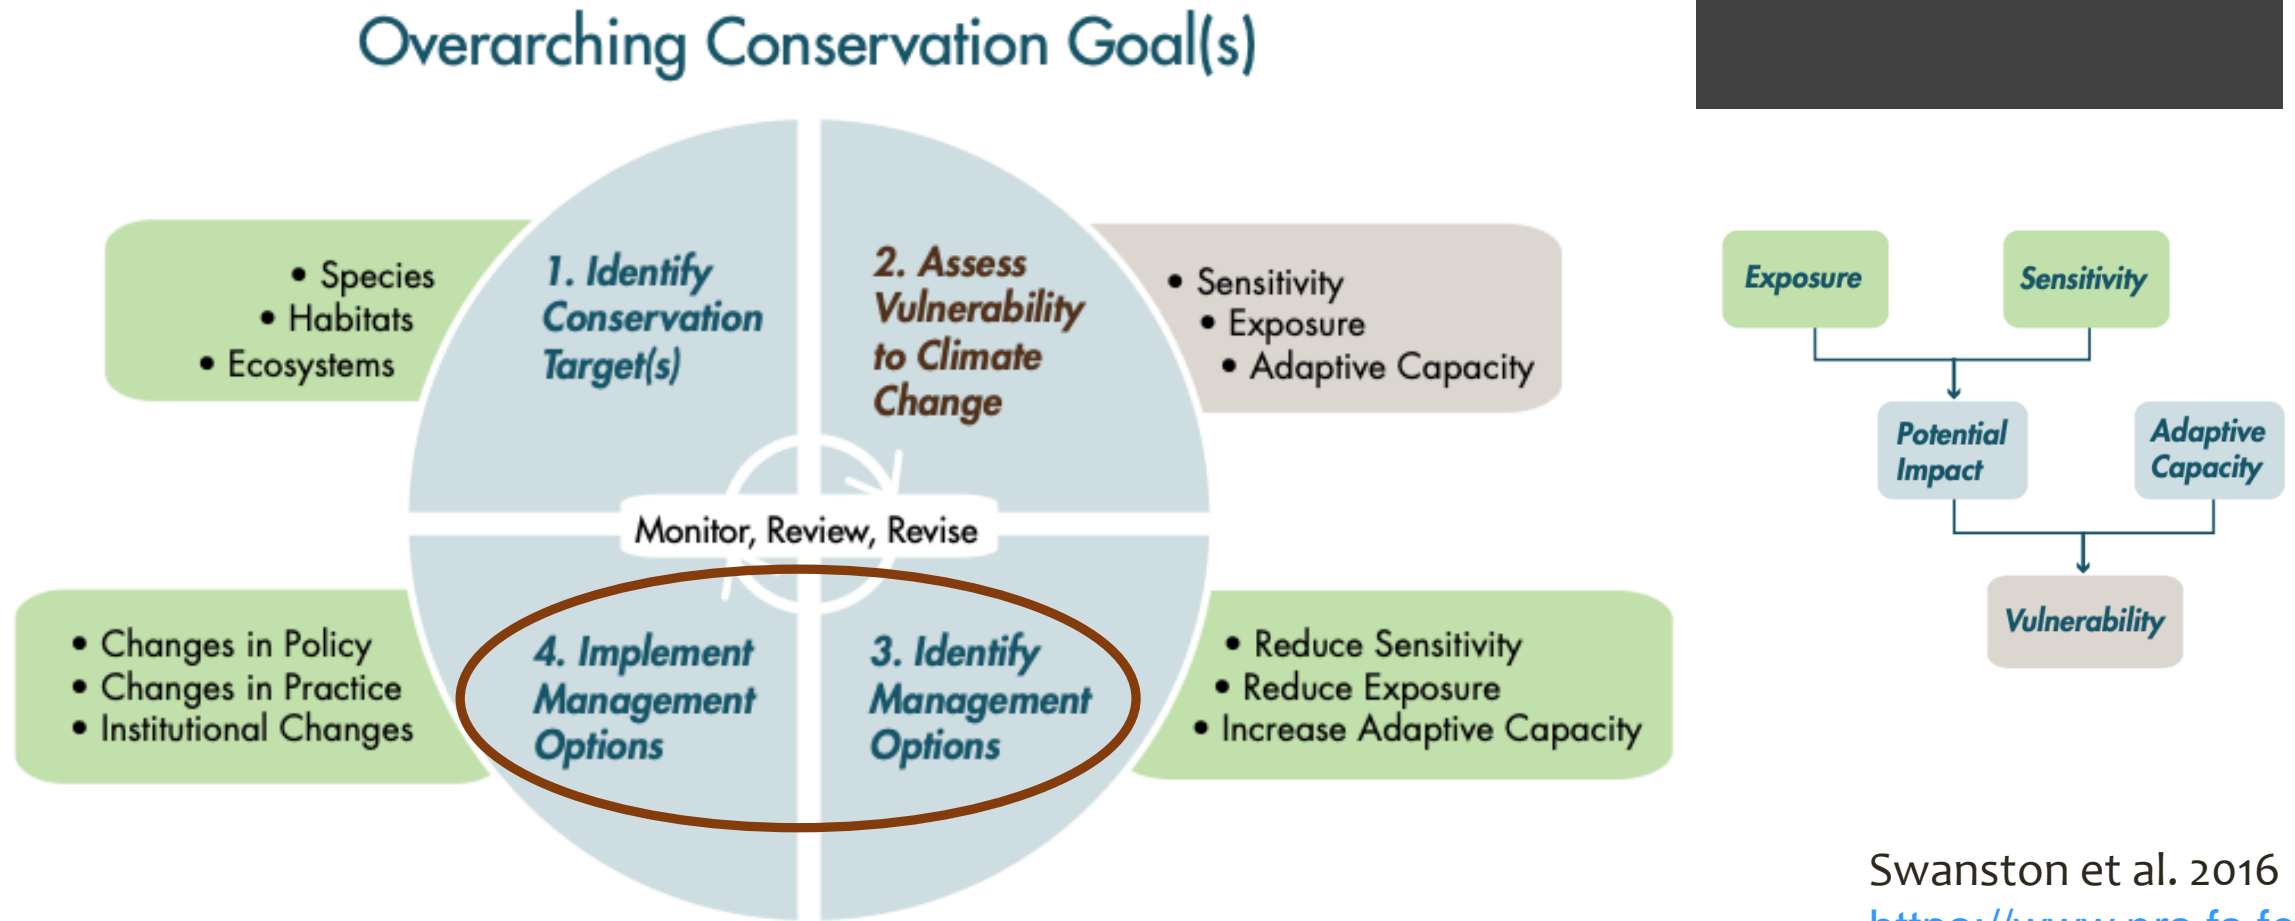 Overarching Conservation Goal(s)
• Species
• Habitats
• Ecosystems
1. Identify
Conservation
Target(s)
2. Assess
Vulnerability
to Climate
Change
• Sensitivity
• Exposure
• Adaptive Capacity
Monitor, Review, Revise
• Changes in Policy
• Changes in Practice
• Institutional Changes
4. Implement
Management
Options
3. Identify
Management
Options
• Reduce Sensitivity
• Reduce Exposure
• Increase Adaptive Capacity
Exposure
Sensitivity
Potential
Impact
Adaptive
Capacity
Vulnerability
Swanston et al. 2016